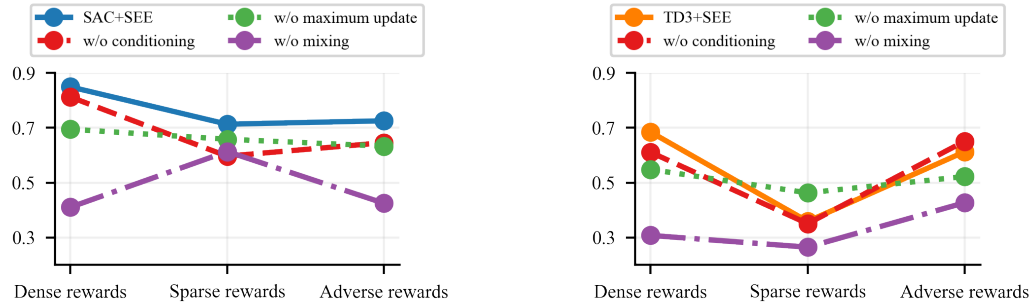 SAC+SEE
w/o maximum update
w/o conditioning
w/o mixing
0.9
0.7
0.5
0.3
Dense rewards
Sparse rewards
Adverse rewards
TD3+SEE
w/o maximum update
w/o conditioning
w/o mixing
0.9
0.7
0.5
0.3
Dense rewards
Sparse rewards
Adverse rewards